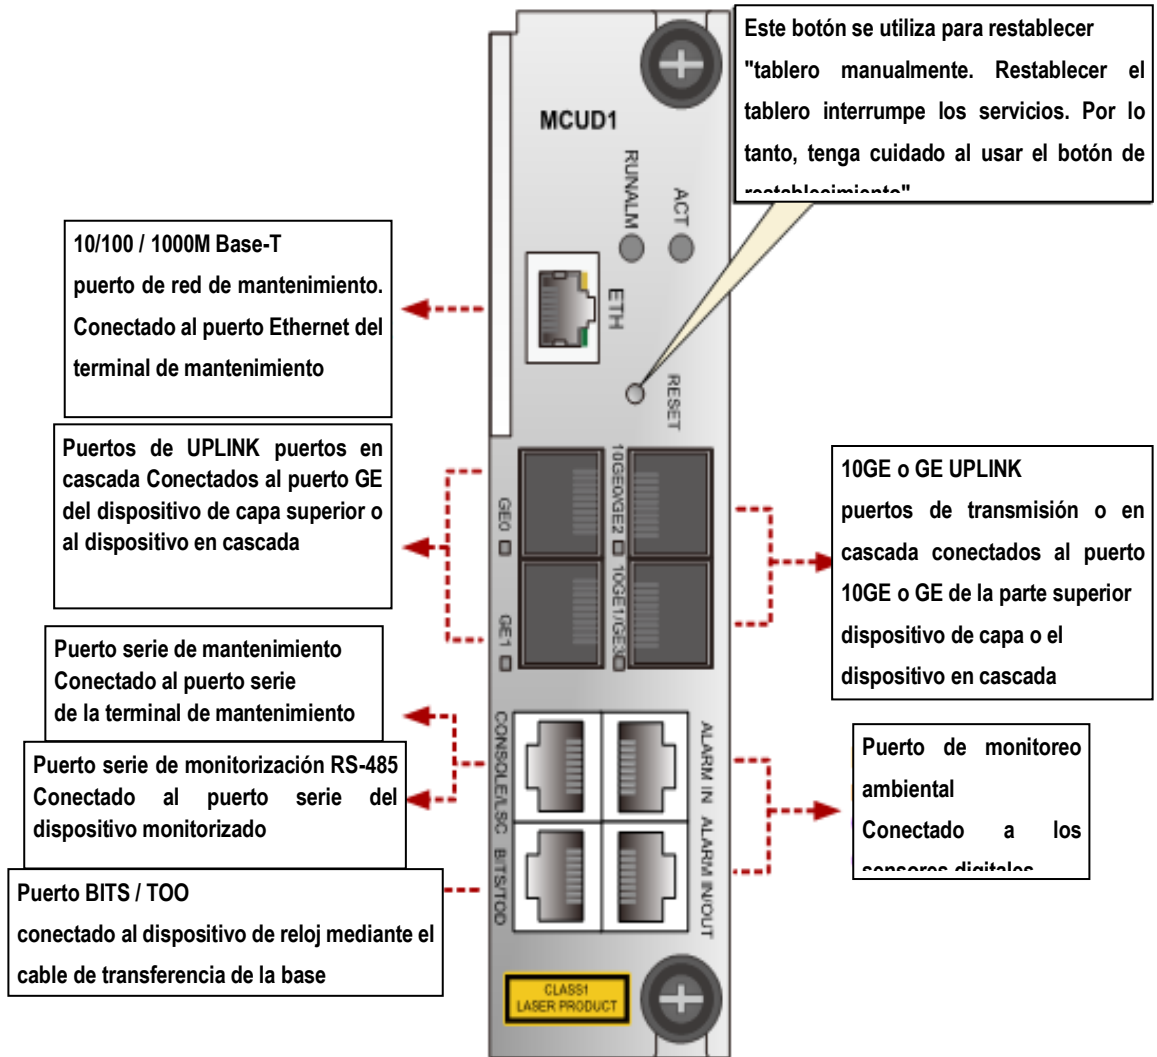 Este botón se utiliza para restablecer
"tablero manualmente. Restablecer el
tablero interrumpe los servicios. Por lo
tanto, tenga cuidado al usar el botón de
restablecimiento"
MCUD1
RUNALM
ACT
ETH
RESET
10/100 / 1000M Base-T
puerto de red de mantenimiento.
Conectado al puerto Ethernet del
terminal de mantenimiento
Puertos de UPLINK puertos en
cascada Conectados al puerto GE
del dispositivo de capa superior o
al dispositivo en cascada
GE0
10GE0/GE2
GE1
10GE1/GE3
10GE o GE UPLINK
puertos de transmisión o en
cascada conectados al puerto
10GE o GE de la parte superior
dispositivo de capa o el
dispositivo en cascada
Puerto serie de mantenimiento
Conectado al puerto serie
de la terminal de mantenimiento
Puerto serie de monitorización RS-485
Conectado al puerto serie del
dispositivo monitorizado
CONSOLE/LSC
ALARM IN
BITS/TOD
ALARM IN/OUT
Puerto de monitoreo
ambiental
Conectado a los
sensores digitales
Puerto BITS / TOO
conectado al dispositivo de reloj mediante el
cable de transferencia de la base
CLASS1
LASER PRODUCT